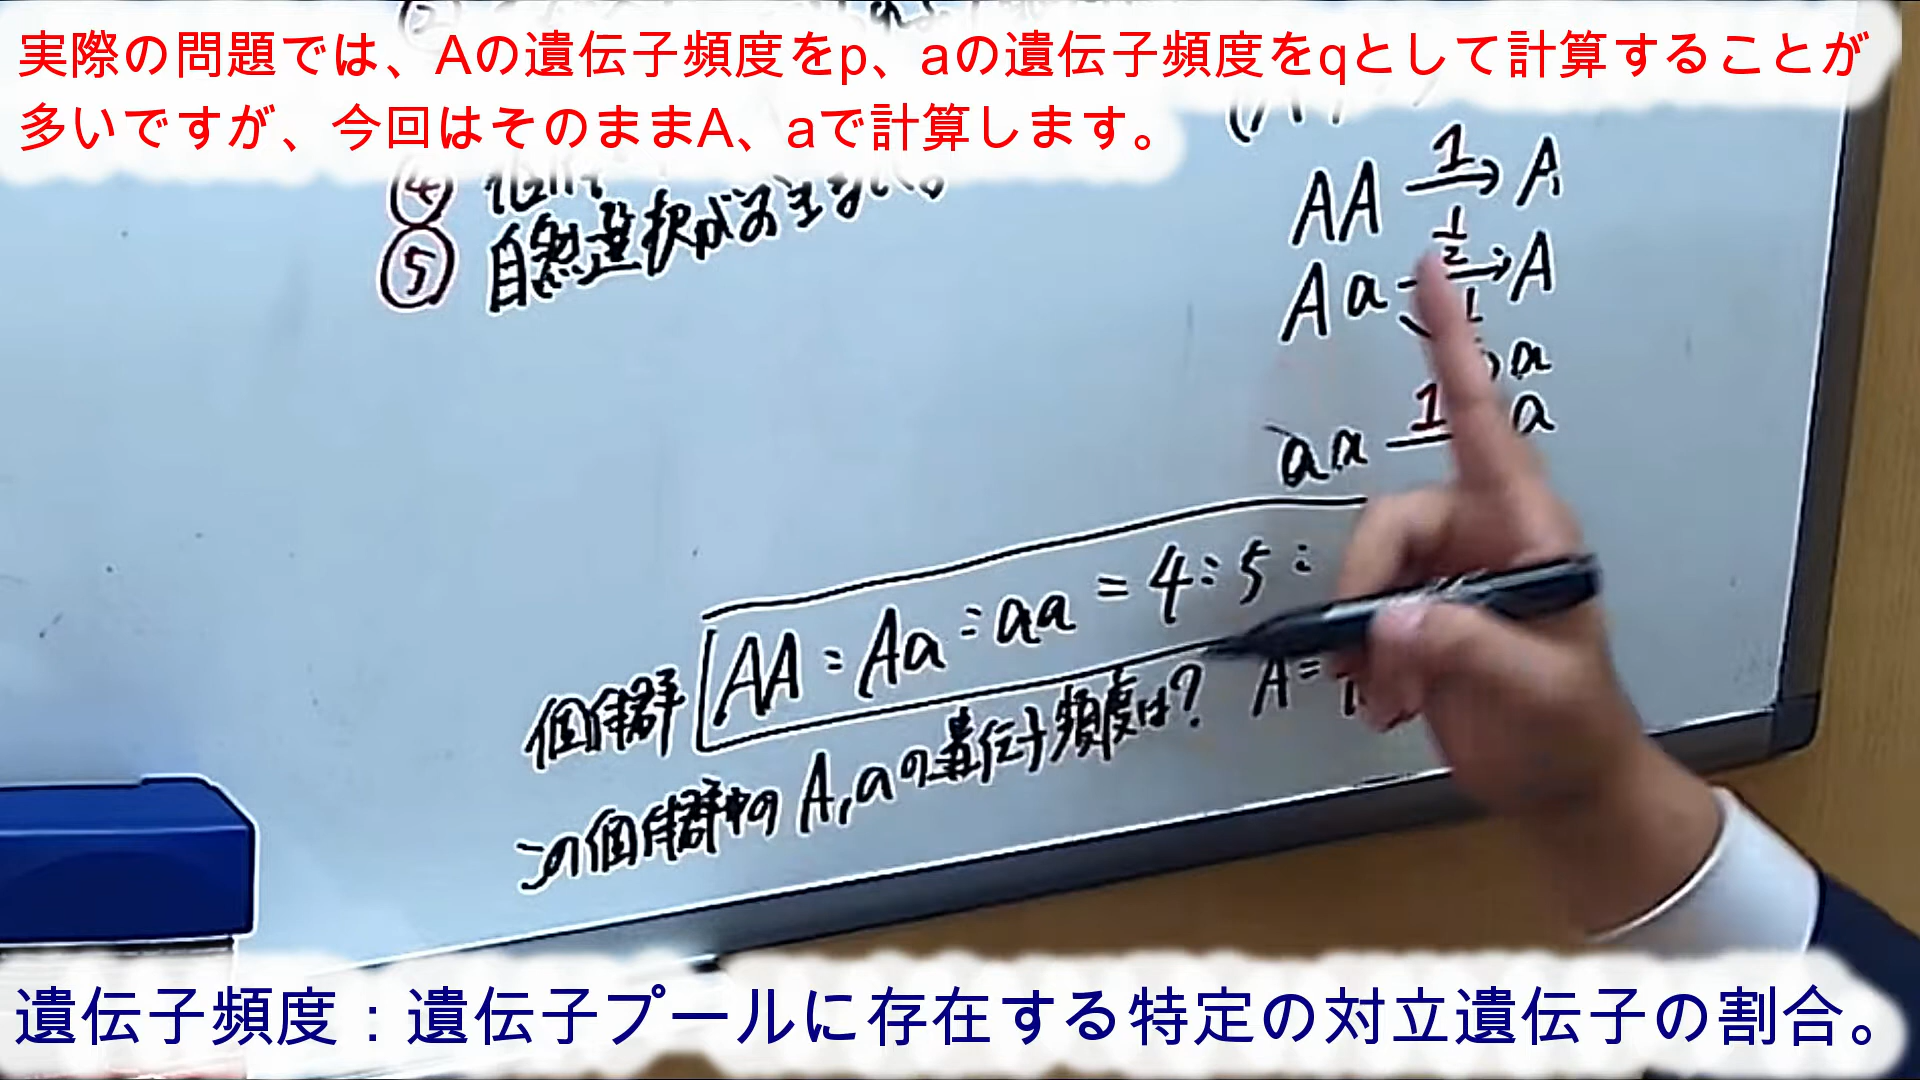 実際の問題では、Aの遺伝子頻度をp、aの遺伝子頻度をqとして計算することが
多いですが、今回はそのままA、aで計算します。
④
⑤ 自然選択が
AA 1→ A
Aa 1/2→ A
1 a
aa 1 a
個体群 AA:Aa:aa=4:5:
この個体群中のA,aの遺伝子頻度は? A=
遺伝子頻度：遺伝子プールに存在する特定の対立遺伝子の割合。